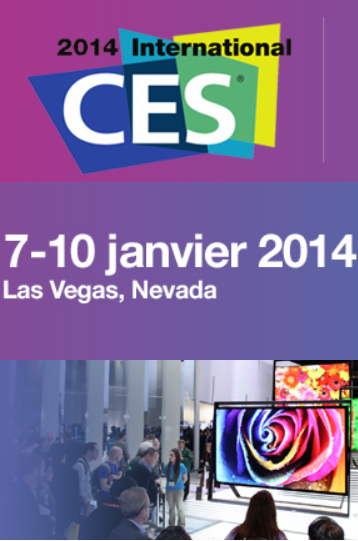 2014 International
CES®
7-10 janvier 2014
Las Vegas, Nevada